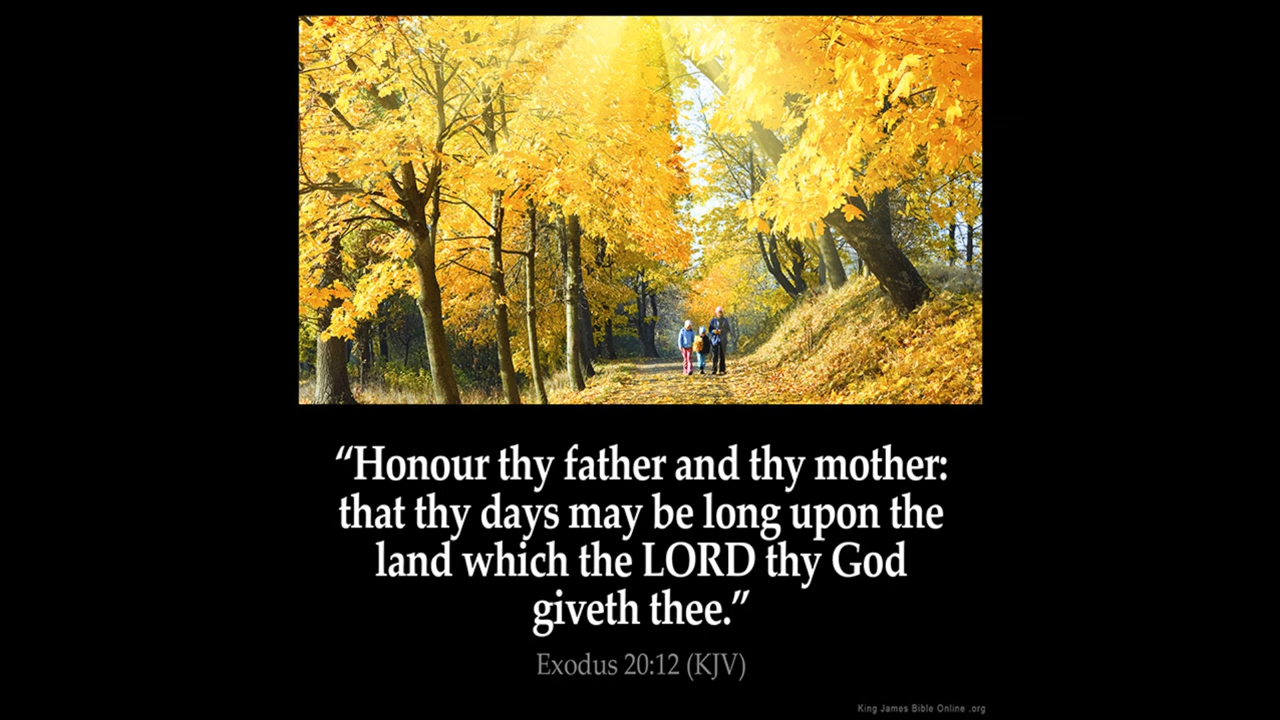 “Honour thy father and thy mother:
that thy days may be long upon the
land which the LORD thy God
giveth thee.”
Exodus 20:12 (KJV)
King James Bible Online .org